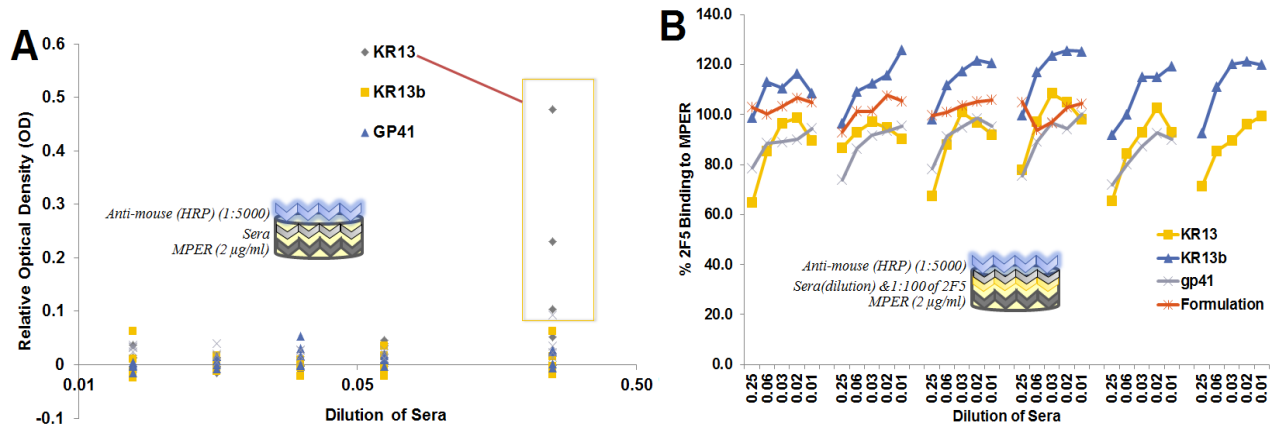 A
Relative Optical Density (OD)
0.6
0.5
0.4
0.3
0.2
0.1
0
-0.1
KR13
KR13b
GP41
Anti-mouse (HRP) (1:5000)
Sera
MPER (2 µg/ml)
0.01
0.05
0.50
Dilution of Sera
B
% 2F5 Binding to MPER
140.0
120.0
100.0
80.0
60.0
40.0
20.0
0.0
KR13
KR13b
gp41
Formulation
Anti-mouse (HRP) (1:5000)
Sera(dilution) &1:100 of 2F5
MPER (2 µg/ml)
0.25 0.06 0.03 0.02 0.01 0.25 0.06 0.03 0.02 0.01 0.25 0.06 0.03 0.02 0.01 0.25 0.06 0.03 0.02 0.01 0.25 0.06 0.03 0.02 0.01 0.25 0.06 0.03 0.02 0.01
Dilution of Sera